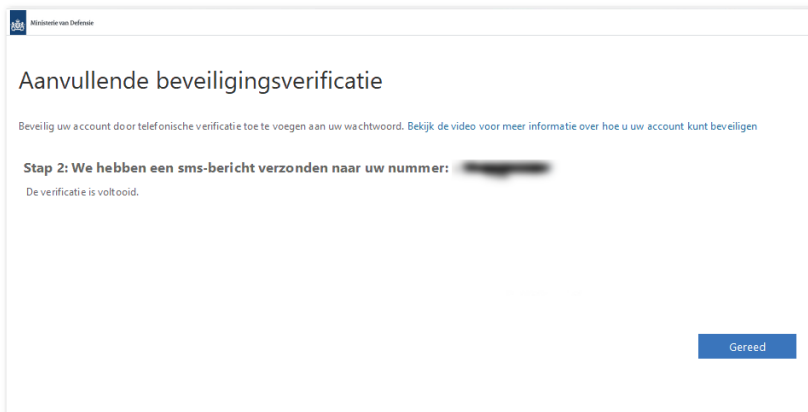 Ministerie van Defensie
Aanvullende beveiligingsverificatie
Beveilig uw account door telefonische verificatie toe te voegen aan uw wachtwoord. Bekijk de video voor meer informatie over hoe u uw account kunt beveiligen
Stap 2: We hebben een sms-bericht verzonden naar uw nummer:
De verificatie is voltooid.
Gereed